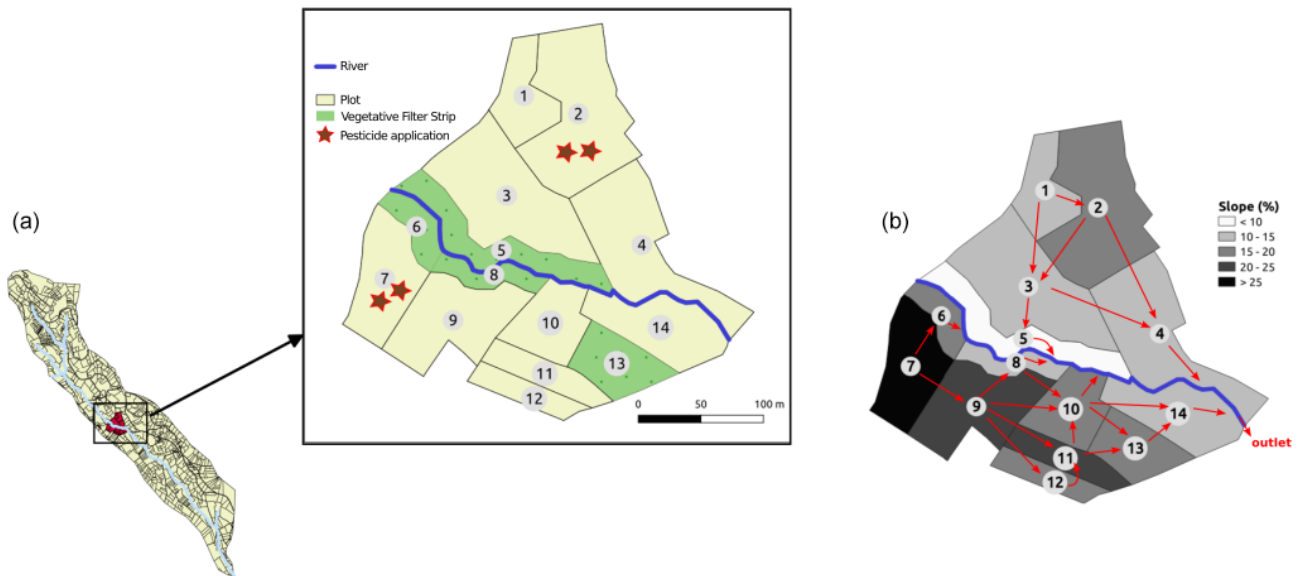 (a)
River
Plot
Vegetative Filter Strip
Pesticide application
1
2
3
4
5
6
7
8
9
10
11
12
13
14
0 50 100 m
(b)
Slope (%)
< 10
10 - 15
15 - 20
20 - 25
> 25
1
2
3
4
5
6
7
8
9
10
11
12
13
14
outlet